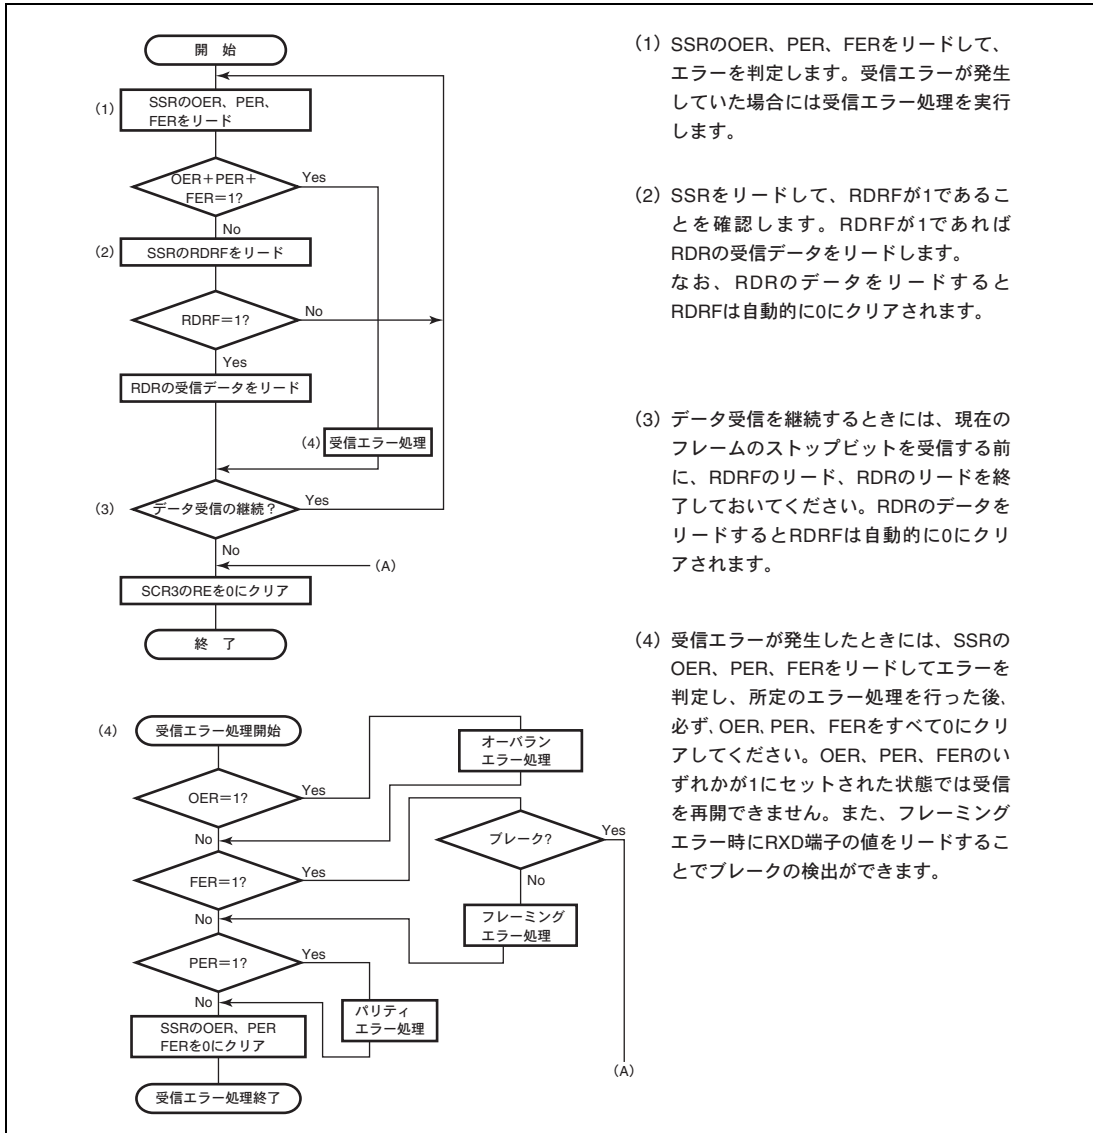 開　始
(1)
SSRのOER、PER、
FERをリード
OER＋PER＋
FER＝1?
Yes
No
(2)
SSRのRDRFをリード
RDRF＝1?
No
Yes
RDRの受信データをリード
(4)
受信エラー処理
(3)
データ受信の継続？
Yes
No
(A)
SCR3のREを0にクリア
終　了
(4)
受信エラー処理開始
オーバラン
エラー処理
OER＝1?
Yes
No
ブレーク?
Yes
No
FER＝1?
Yes
No
フレーミング
エラー処理
PER＝1?
Yes
No
パリティ
エラー処理
SSRのOER、PER
FERを0にクリア
(A)
受信エラー処理終了
(1) SSRのOER、PER、FERをリードして、
エラーを判定します。受信エラーが発生
していた場合には受信エラー処理を実行
します。
(2) SSRをリードして、RDRFが1であるこ
とを確認します。RDRFが1であれば
RDRの受信データをリードします。
なお、RDRのデータをリードすると
RDRFは自動的に0にクリアされます。
(3) データ受信を継続するときには、現在の
フレームのストップビットを受信する前
に、RDRFのリード、RDRのリードを終
了しておいてください。RDRのデータを
リードするとRDRFは自動的に0にクリ
アされます。
(4) 受信エラーが発生したときには、SSRの
OER、PER、FERをリードしてエラーを
判定し、所定のエラー処理を行った後、
必ず、OER、PER、FERをすべて0にクリ
アしてください。OER、PER、FERのい
ずれかが1にセットされた状態では受信
を再開できません。また、フレーミング
エラー時にRXD端子の値をリードするこ
とでブレークの検出ができます。